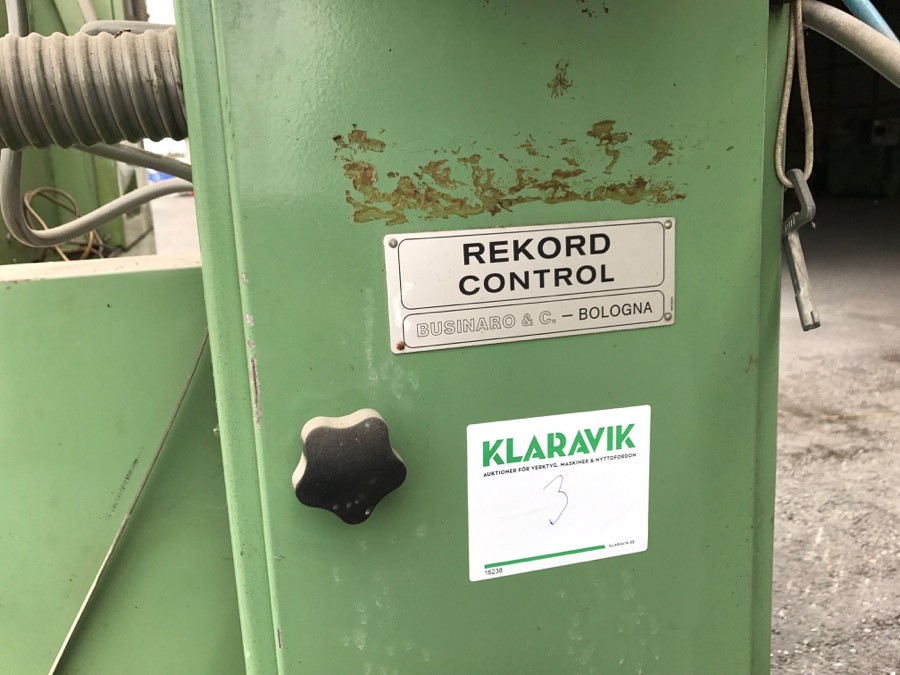 REKORD
CONTROL
BUSINARO & C. – BOLOGNA
KLARAVIK
AUKTIONER FÖR VERKTYG, MASKINER & NYTTOFORDON
3
KLARAVIK.SE
16238